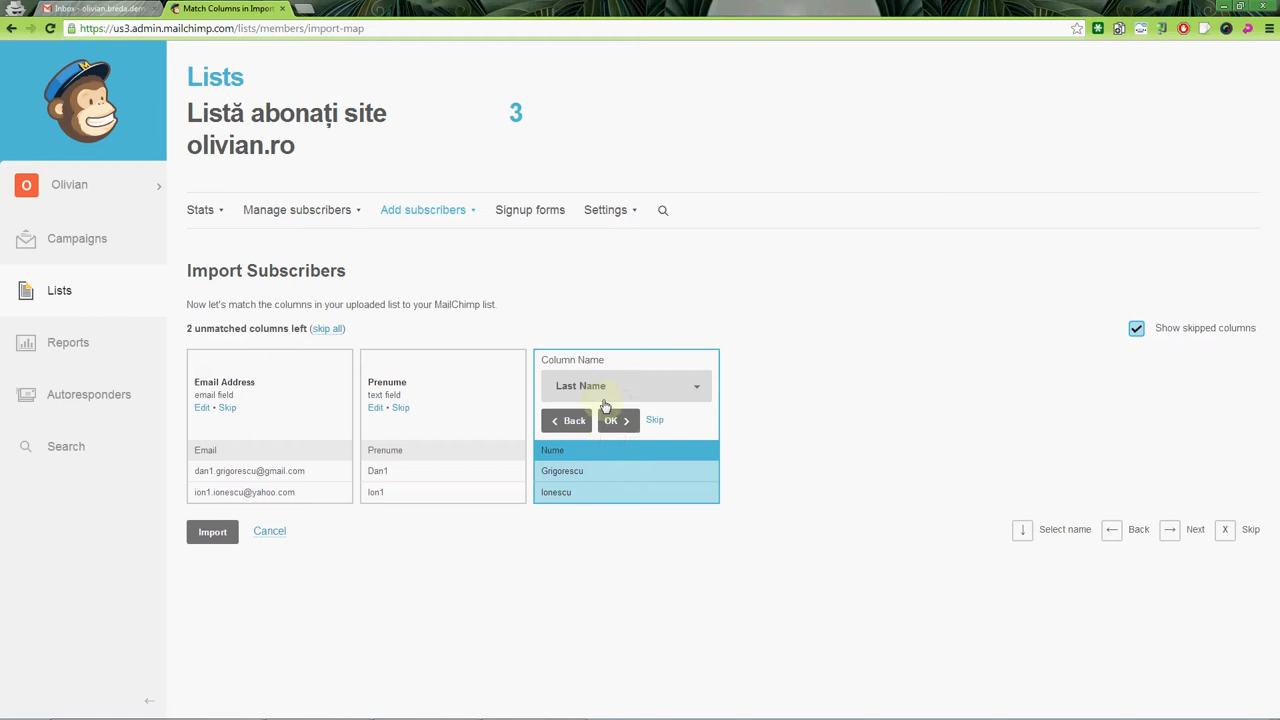 Inbox - olivian.breda.dem
Match Columns in Import
https://us3.admin.mailchimp.com/lists/members/import-map
Lists
Listă abonați site
olivian.ro
3
O
Olivian
Campaigns
Lists
Reports
Autoresponders
Search
Stats
Manage subscribers
Add subscribers
Signup forms
Settings
Import Subscribers
Now let's match the columns in your uploaded list to your MailChimp list.
2 unmatched columns left (skip all)
Show skipped columns
Email Address
email field
Edit • Skip
Email
dan1.grigorescu@gmail.com
ion1.ionescu@yahoo.com
Prenume
text field
Edit • Skip
Prenume
Dan1
Ion1
Column Name
Last Name
Back
OK
Skip
Nume
Grigorescu
Ionescu
Import
Cancel
Select name
Back
Next
X
Skip